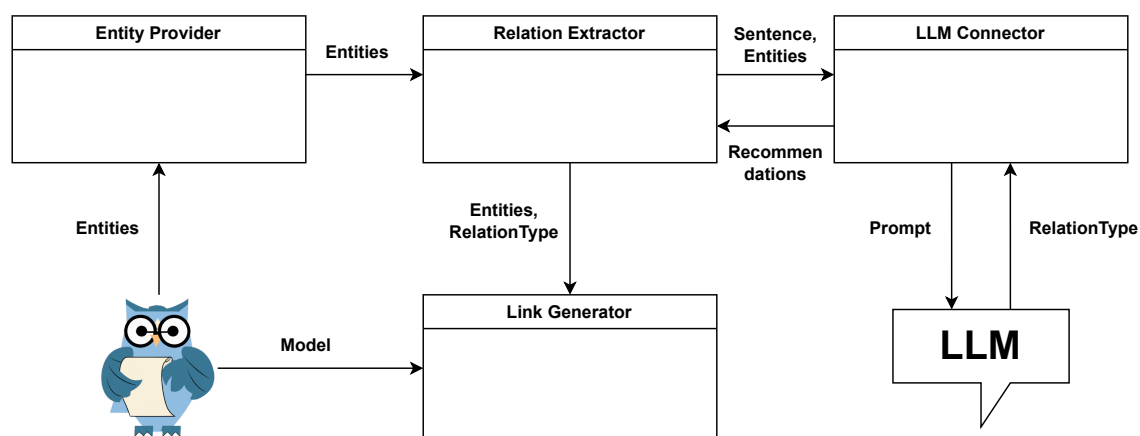 Entity Provider
Relation Extractor
LLM Connector
Entities
Sentence,
Entities
Recommen
dations
Entities
Entities,
RelationType
Prompt
RelationType
Link Generator
Model
LLM